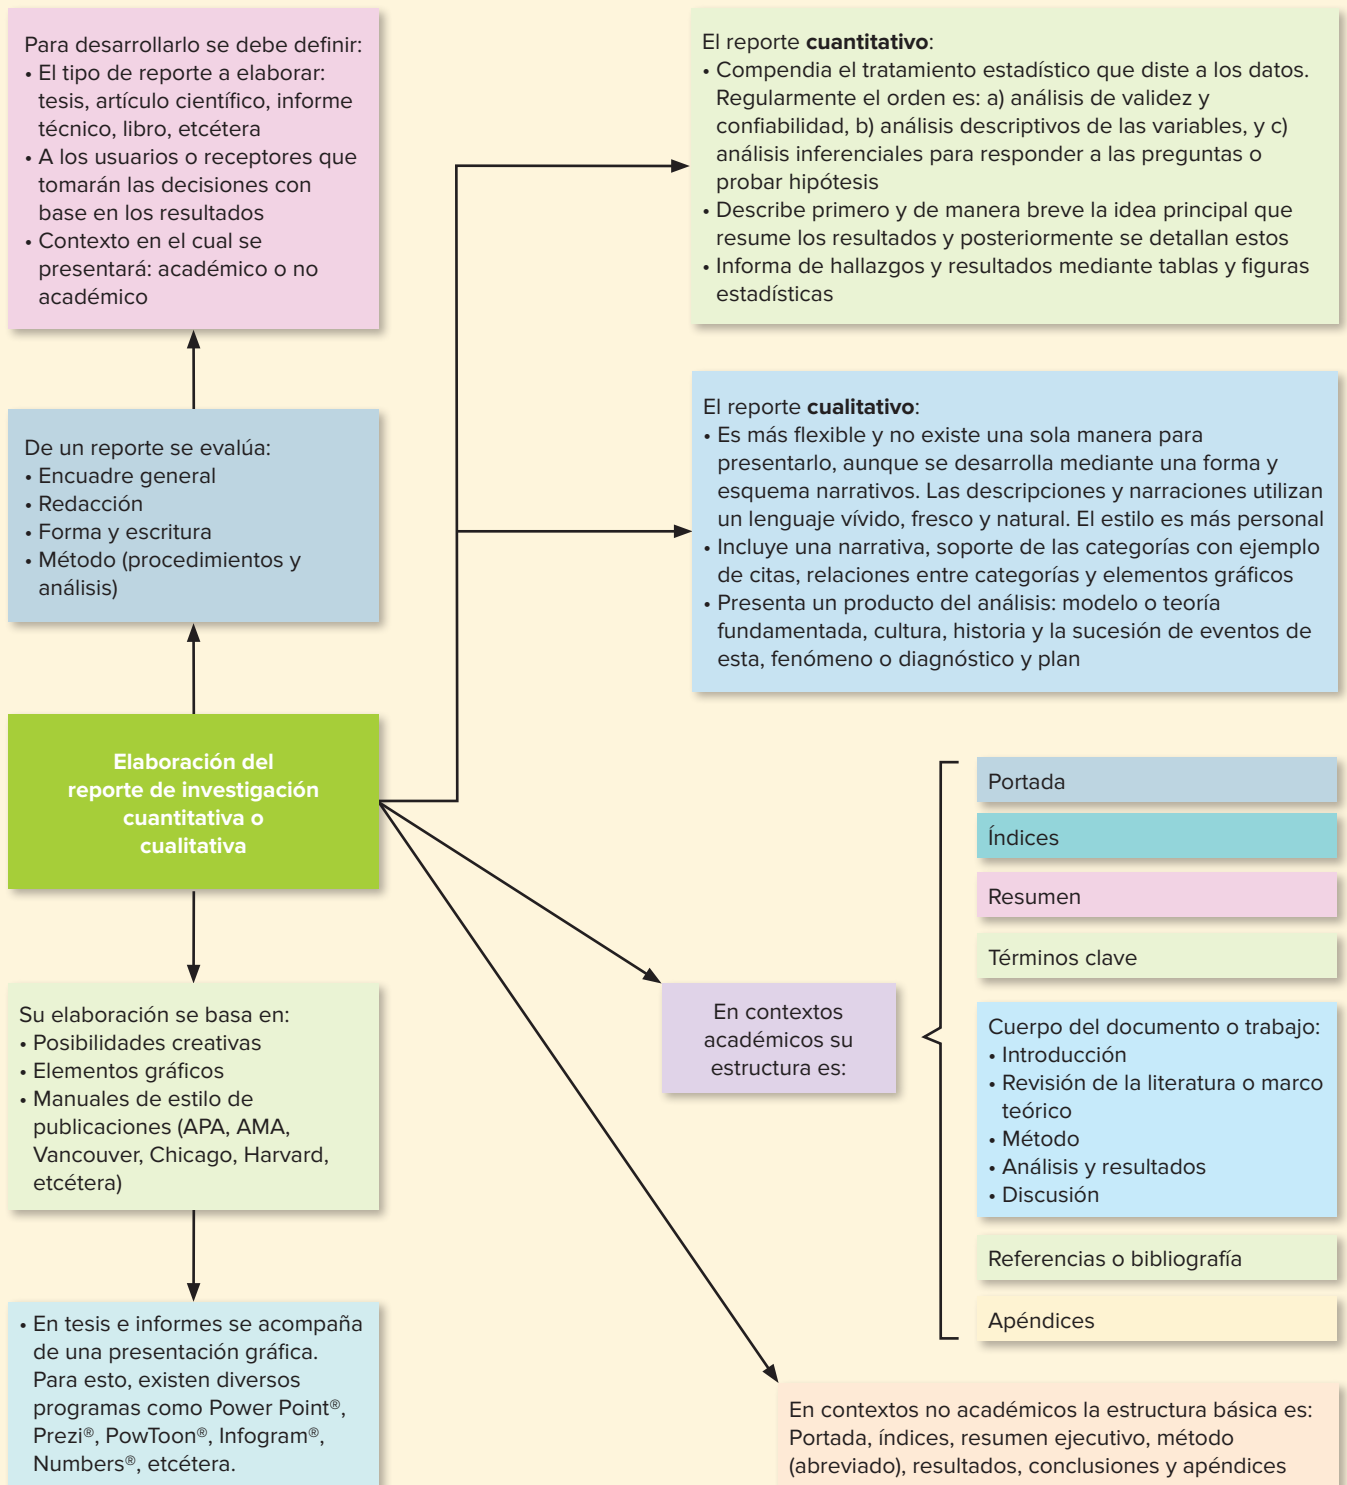 Para desarrollarlo se debe definir:
• El tipo de reporte a elaborar:
tesis, artículo científico, informe
técnico, libro, etcétera
• A los usuarios o receptores que
tomarán las decisiones con
base en los resultados
• Contexto en el cual se
presentará: académico o no
académico
De un reporte se evalúa:
• Encuadre general
• Redacción
• Forma y escritura
• Método (procedimientos y
análisis)
Elaboración del
reporte de investigación
cuantitativa o
cualitativa
Su elaboración se basa en:
• Posibilidades creativas
• Elementos gráficos
• Manuales de estilo de
publicaciones (APA, AMA,
Vancouver, Chicago, Harvard,
etcétera)
• En tesis e informes se acompaña
de una presentación gráfica.
Para esto, existen diversos
programas como Power Point®,
Prezi®, PowToon®, Infogram®,
Numbers®, etcétera.
El reporte cuantitativo:
• Compendia el tratamiento estadístico que diste a los datos.
Regularmente el orden es: a) análisis de validez y
confiabilidad, b) análisis descriptivos de las variables, y c)
análisis inferenciales para responder a las preguntas o
probar hipótesis
• Describe primero y de manera breve la idea principal que
resume los resultados y posteriormente se detallan estos
• Informa de hallazgos y resultados mediante tablas y figuras
estadísticas
El reporte cualitativo:
• Es más flexible y no existe una sola manera para
presentarlo, aunque se desarrolla mediante una forma y
esquema narrativos. Las descripciones y narraciones utilizan
un lenguaje vívido, fresco y natural. El estilo es más personal
• Incluye una narrativa, soporte de las categorías con ejemplo
de citas, relaciones entre categorías y elementos gráficos
• Presenta un producto del análisis: modelo o teoría
fundamentada, cultura, historia y la sucesión de eventos de
esta, fenómeno o diagnóstico y plan
En contextos
académicos su
estructura es:
Portada
Índices
Resumen
Términos clave
Cuerpo del documento o trabajo:
• Introducción
• Revisión de la literatura o marco
teórico
• Método
• Análisis y resultados
• Discusión
Referencias o bibliografía
Apéndices
En contextos no académicos la estructura básica es:
Portada, índices, resumen ejecutivo, método
(abreviado), resultados, conclusiones y apéndices